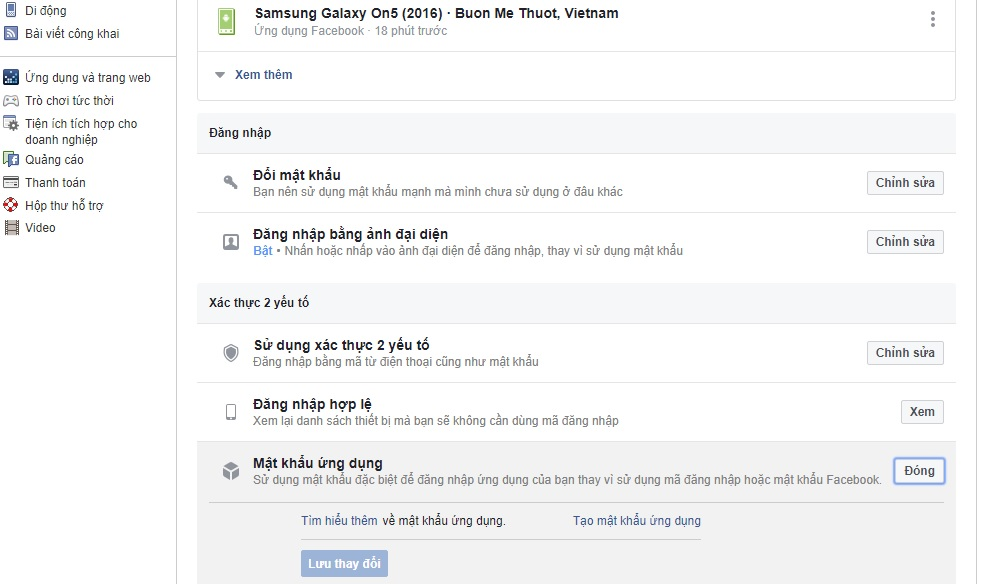 Di động
Bài viết công khai
Ứng dụng và trang web
Trò chơi tức thời
Tiện ích tích hợp cho
doanh nghiệp
Quảng cáo
Thanh toán
Hộp thư hỗ trợ
Video
Samsung Galaxy On5 (2016) · Buon Me Thuot, Vietnam
Ứng dụng Facebook · 18 phút trước
Xem thêm
Đăng nhập
Đổi mật khẩu
Bạn nên sử dụng mật khẩu mạnh mà mình chưa sử dụng ở đâu khác
Chỉnh sửa
Đăng nhập bằng ảnh đại diện
Bật • Nhấn hoặc nhấp vào ảnh đại diện để đăng nhập, thay vì sử dụng mật khẩu
Chỉnh sửa
Xác thực 2 yếu tố
Sử dụng xác thực 2 yếu tố
Đăng nhập bằng mã từ điện thoại cũng như mật khẩu
Chỉnh sửa
Đăng nhập hợp lệ
Xem lại danh sách thiết bị mà bạn sẽ không cần dùng mã đăng nhập
Xem
Mật khẩu ứng dụng
Sử dụng mật khẩu đặc biệt để đăng nhập ứng dụng của bạn thay vì sử dụng mã đăng nhập hoặc mật khẩu Facebook.
Đóng
Tìm hiểu thêm về mật khẩu ứng dụng. Tạo mật khẩu ứng dụng
Lưu thay đổi